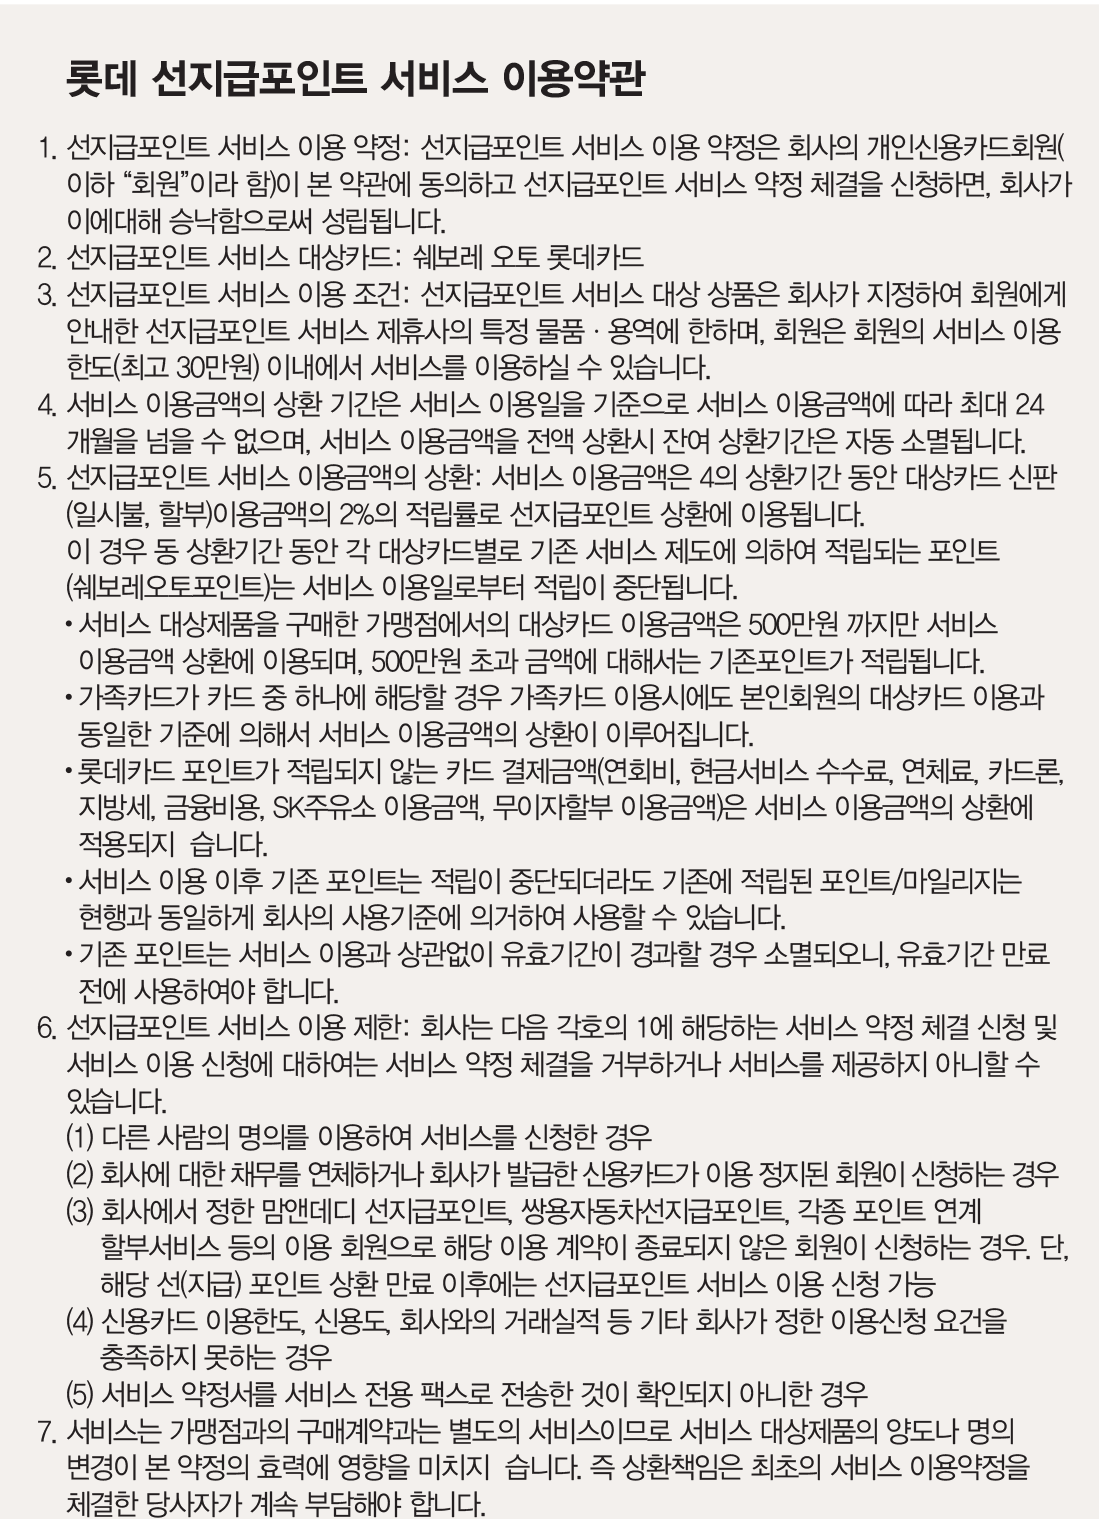 롯데 선지급포인트 서비스 이용약관
1. 선지급포인트 서비스 이용 약정: 선지급포인트 서비스 이용 약정은 회사의 개인신용카드회원(
이하 “회원”이라 함)이 본 약관에 동의하고 선지급포인트 서비스 약정 체결을 신청하면, 회사가
이에대해 승낙함으로써 성립됩니다.
2. 선지급포인트 서비스 대상카드: 쉐보레 오토 롯데카드
3. 선지급포인트 서비스 이용 조건: 선지급포인트 서비스 대상 상품은 회사가 지정하여 회원에게
안내한 선지급포인트 서비스 제휴사의 특정 물품 · 용역에 한하며, 회원은 회원의 서비스 이용
한도(최고 30만원) 이내에서 서비스를 이용하실 수 있습니다.
4. 서비스 이용금액의 상환 기간은 서비스 이용일을 기준으로 서비스 이용금액에 따라 최대 24
개월을 넘을 수 없으며, 서비스 이용금액을 전액 상환시 잔여 상환기간은 자동 소멸됩니다.
5. 선지급포인트 서비스 이용금액의 상환: 서비스 이용금액은 4의 상환기간 동안 대상카드 신판
(일시불, 할부)이용금액의 2%의 적립률로 선지급포인트 상환에 이용됩니다.
이 경우 동 상환기간 동안 각 대상카드별로 기존 서비스 제도에 의하여 적립되는 포인트
(쉐보레오토포인트)는 서비스 이용일로부터 적립이 중단됩니다.
• 서비스 대상제품을 구매한 가맹점에서의 대상카드 이용금액은 500만원 까지만 서비스
이용금액 상환에 이용되며, 500만원 초과 금액에 대해서는 기존포인트가 적립됩니다.
• 가족카드가 카드 중 하나에 해당할 경우 가족카드 이용시에도 본인회원의 대상카드 이용과
동일한 기준에 의해서 서비스 이용금액의 상환이 이루어집니다.
• 롯데카드 포인트가 적립되지 않는 카드 결제금액(연회비, 현금서비스 수수료, 연체료, 카드론,
지방세, 금융비용, SK주유소 이용금액, 무이자할부 이용금액)은 서비스 이용금액의 상환에
적용되지  습니다.
• 서비스 이용 이후 기존 포인트는 적립이 중단되더라도 기존에 적립된 포인트/마일리지는
현행과 동일하게 회사의 사용기준에 의거하여 사용할 수 있습니다.
• 기존 포인트는 서비스 이용과 상관없이 유효기간이 경과할 경우 소멸되오니, 유효기간 만료
전에 사용하여야 합니다.
6. 선지급포인트 서비스 이용 제한: 회사는 다음 각호의 1에 해당하는 서비스 약정 체결 신청 및
서비스 이용 신청에 대하여는 서비스 약정 체결을 거부하거나 서비스를 제공하지 아니할 수
있습니다.
(1) 다른 사람의 명의를 이용하여 서비스를 신청한 경우
(2) 회사에 대한 채무를 연체하거나 회사가 발급한 신용카드가 이용 정지된 회원이 신청하는 경우
(3) 회사에서 정한 맘앤데디 선지급포인트, 쌍용자동차선지급포인트, 각종 포인트 연계
할부서비스 등의 이용 회원으로 해당 이용 계약이 종료되지 않은 회원이 신청하는 경우. 단,
해당 선(지급) 포인트 상환 만료 이후에는 선지급포인트 서비스 이용 신청 가능
(4) 신용카드 이용한도, 신용도, 회사와의 거래실적 등 기타 회사가 정한 이용신청 요건을
충족하지 못하는 경우
(5) 서비스 약정서를 서비스 전용 팩스로 전송한 것이 확인되지 아니한 경우
7. 서비스는 가맹점과의 구매계약과는 별도의 서비스이므로 서비스 대상제품의 양도나 명의
변경이 본 약정의 효력에 영향을 미치지  습니다. 즉 상환책임은 최초의 서비스 이용약정을
체결한 당사자가 계속 부담해야 합니다.